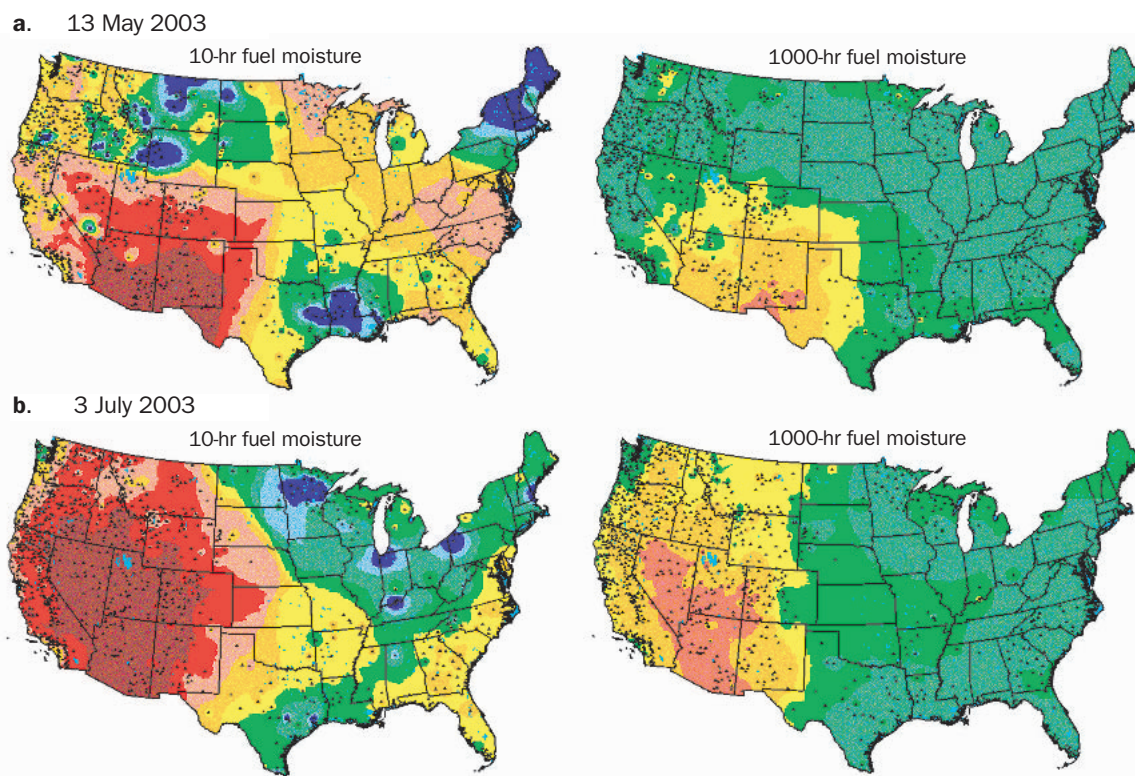 a. 13 May 2003
10-hr fuel moisture
1000-hr fuel moisture
b. 3 July 2003
10-hr fuel moisture
1000-hr fuel moisture